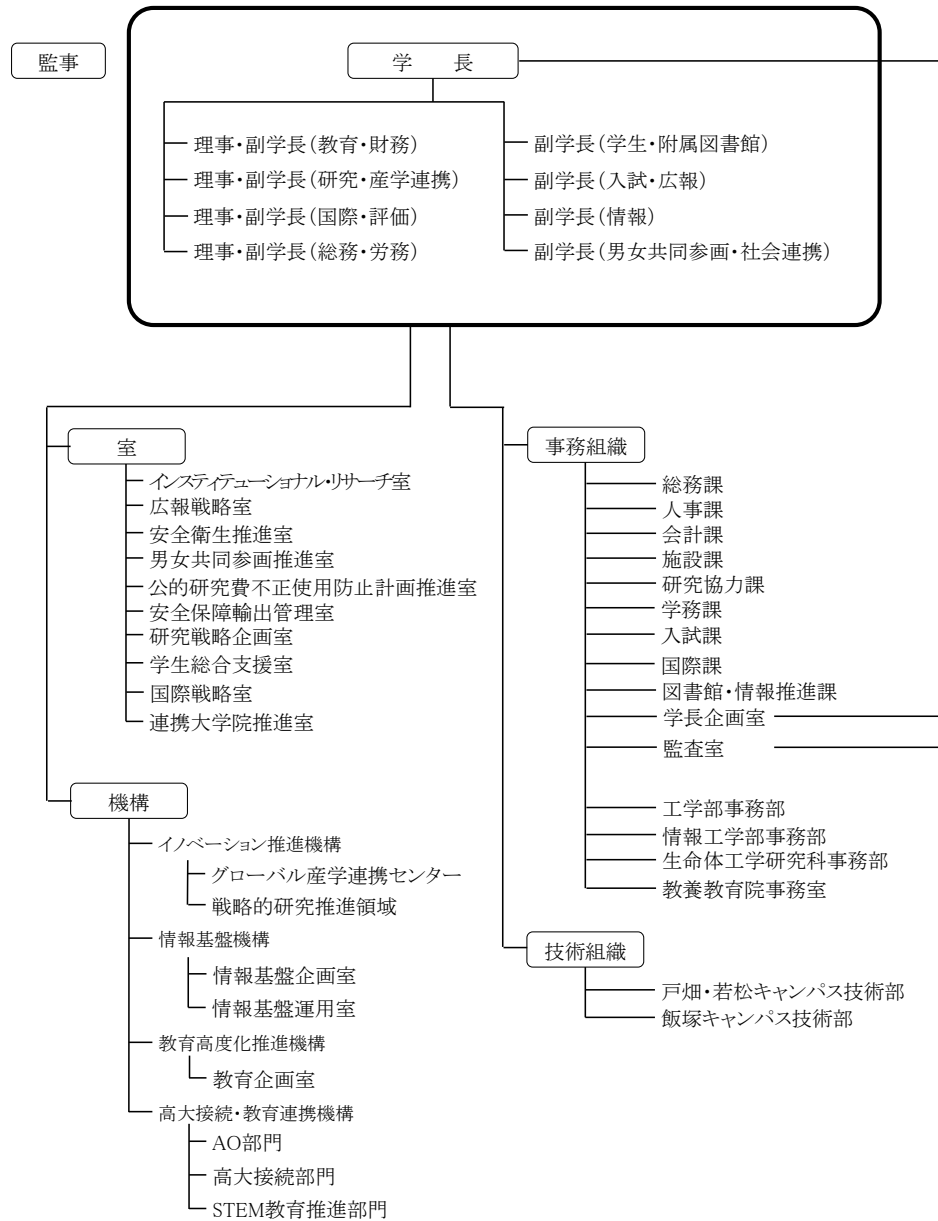 監事
学　　長
理事・副学長(教育・財務)
理事・副学長(研究・産学連携)
理事・副学長(国際・評価)
理事・副学長(総務・労務)
副学長(学生・附属図書館)
副学長(入試・広報)
副学長(情報)
副学長(男女共同参画・社会連携)
室
インスティテューショナル・リサーチ室
広報戦略室
安全衛生推進室
男女共同参画推進室
公的研究費不正使用防止計画推進室
安全保障輸出管理室
研究戦略企画室
学生総合支援室
国際戦略室
連携大学院推進室
機構
イノベーション推進機構
グローバル産学連携センター
戦略的研究推進領域
情報基盤機構
情報基盤企画室
情報基盤運用室
教育高度化推進機構
教育企画室
高大接続・教育連携機構
AO部門
高大接続部門
STEM教育推進部門
事務組織
総務課
人事課
会計課
施設課
研究協力課
学務課
入試課
国際課
図書館・情報推進課
学長企画室
監査室
工学部事務部
情報工学部事務部
生命体工学研究科事務部
教養教育院事務室
技術組織
戸畑・若松キャンパス技術部
飯塚キャンパス技術部